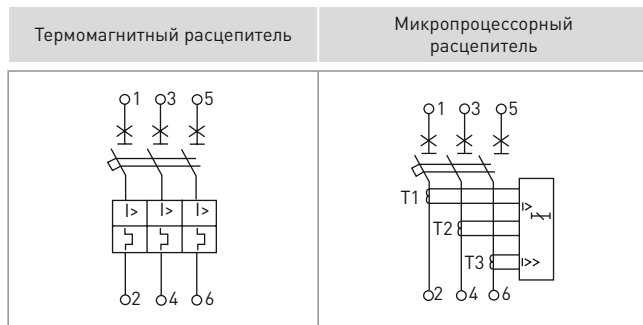 Термомагнитный расцепитель
Микропроцессорный
расцепитель
1 3 5
I> I> I>
2 4 6
1 3 5
T1
I>
T2
T3
I>>
2 4 6